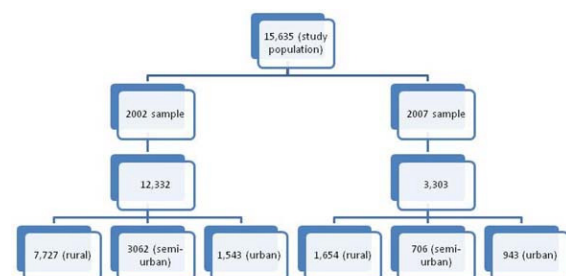 15,635 (study
population)
2002 sample
2007 sample
12,332
3,303
7,727 (rural)
3062 (semi-
urban)
1,543 (urban)
1,654 (rural)
706 (semi-
urban)
943 (urban)